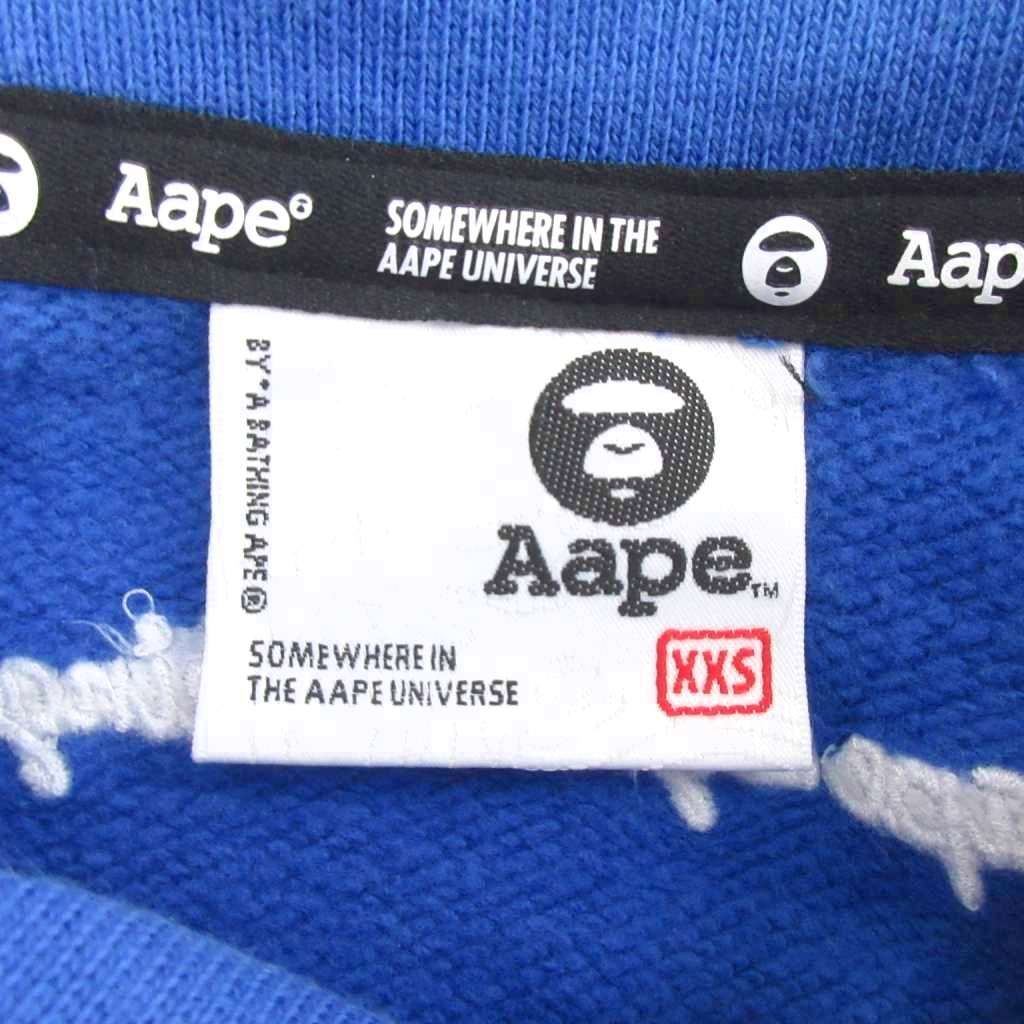 Aape®
SOMEWHERE IN THE
AAPE UNIVERSE
Aap
BY *A BATHING APE®
Aape™
SOMEWHERE IN
THE AAPE UNIVERSE
XXS